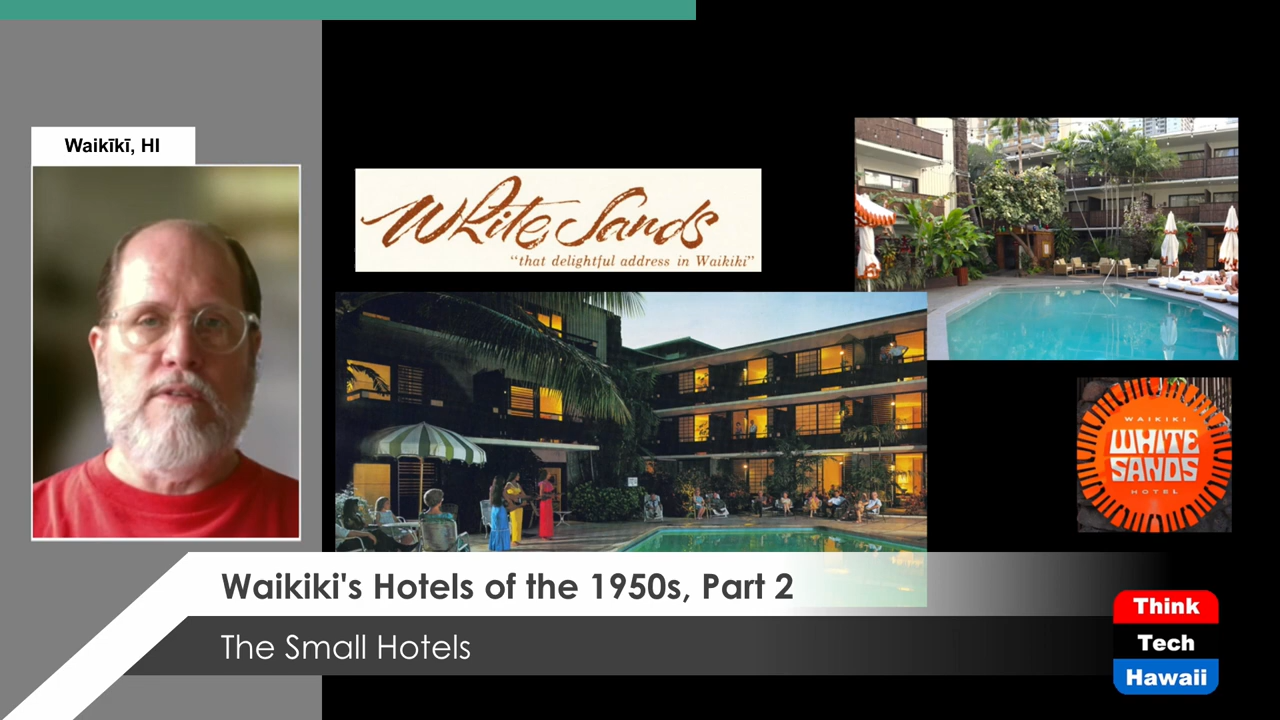 Waikīkī, HI
White Sands
"that delightful address in Waikiki"
WAIKIKI
WHITE
SANDS
HOTEL
Waikiki's Hotels of the 1950s, Part 2
The Small Hotels
Think
Tech
Hawaii